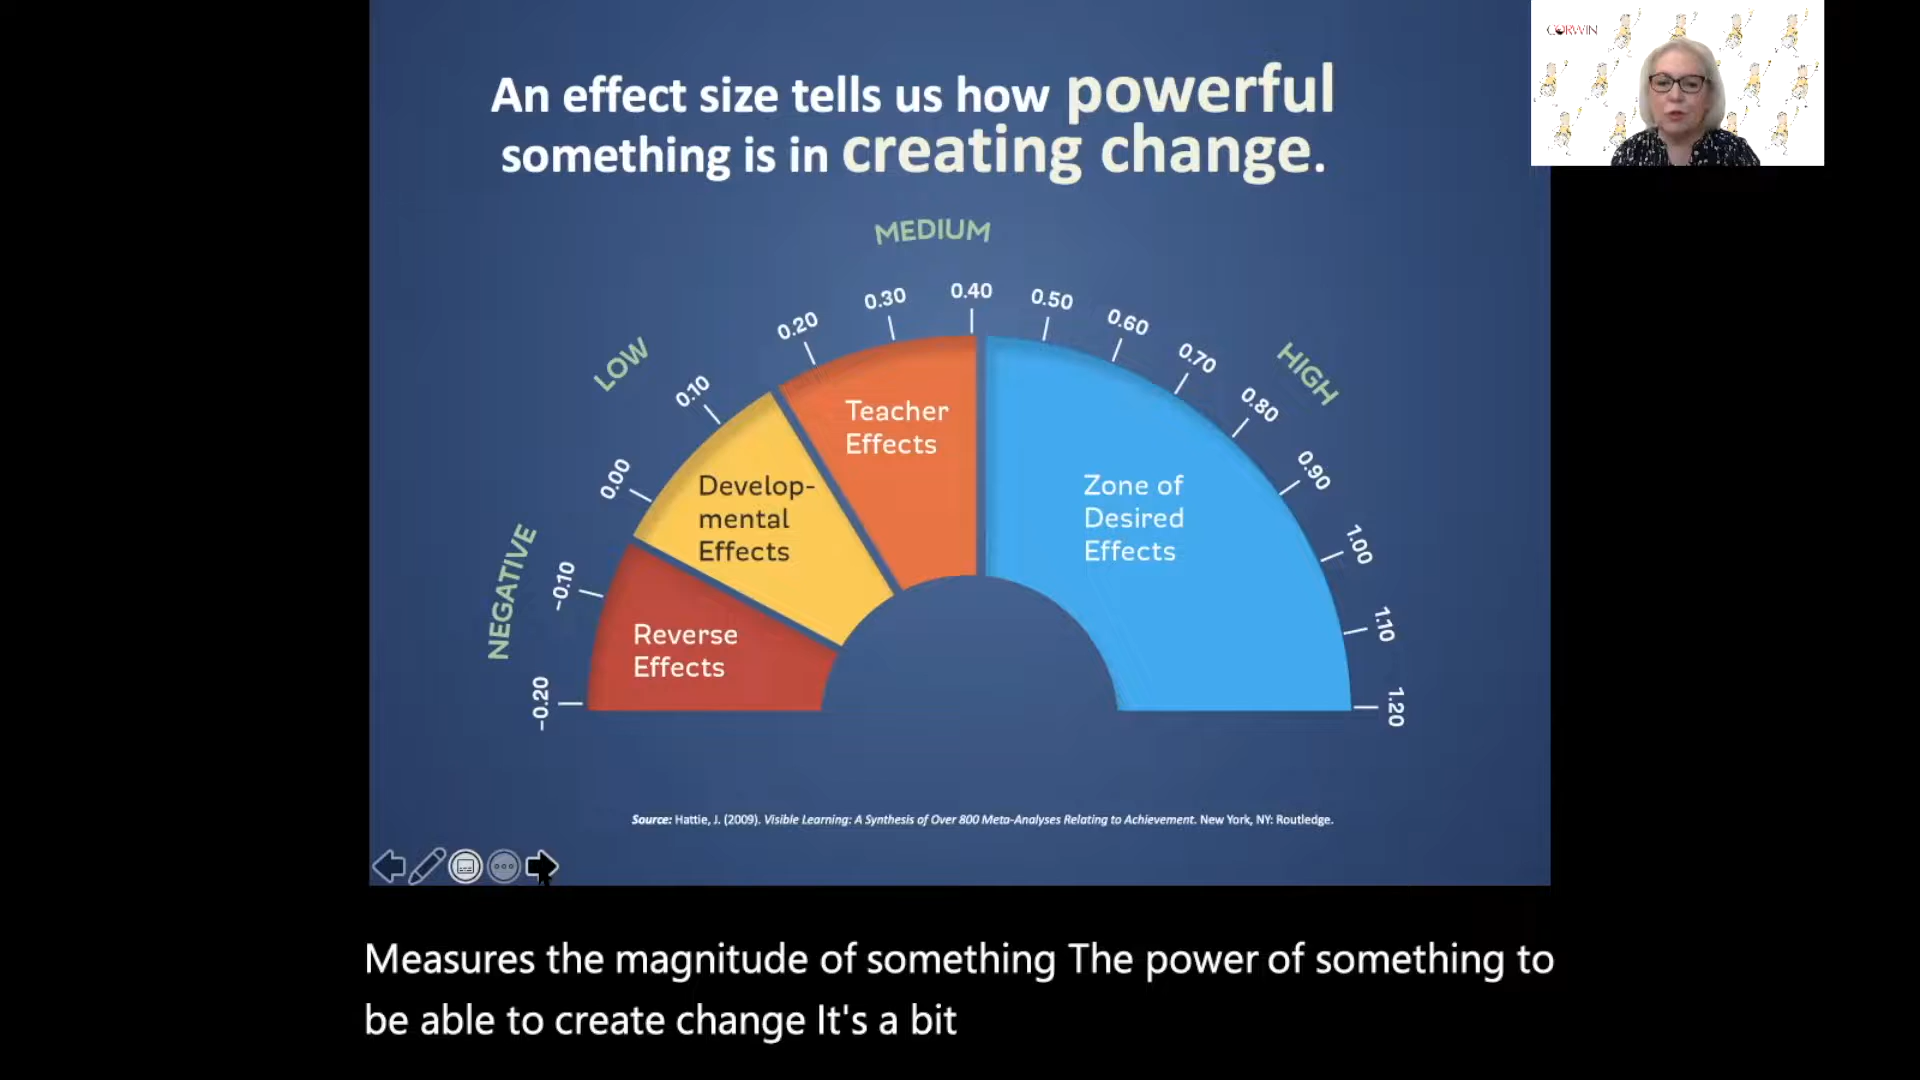 CORWIN
An effect size tells us how powerful
something is in creating change.
MEDIUM
LOW
HIGH
NEGATIVE
-0.20
-0.10
0.00
0.10
0.20
0.30
0.40
0.50
0.60
0.70
0.80
0.90
1.00
1.10
1.20
Teacher
Effects
Develop-
mental
Effects
Zone of
Desired
Effects
Reverse
Effects
Source: Hattie, J. (2009). Visible Learning: A Synthesis of Over 800 Meta-Analyses Relating to Achievement. New York, NY: Routledge.
Measures the magnitude of something The power of something to
be able to create change It's a bit